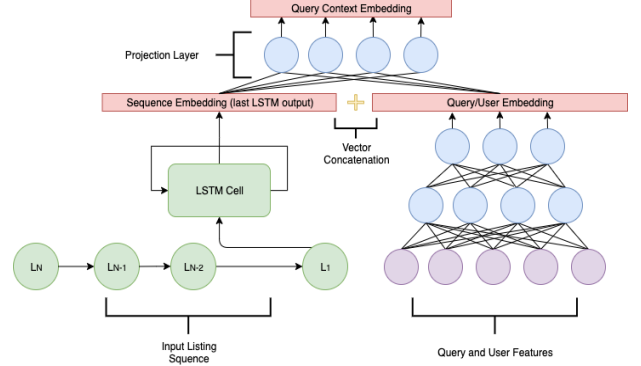 Query Context Embedding
Projection Layer
Sequence Embedding (last LSTM output)
+
Query/User Embedding
Vector
Concatenation
LSTM Cell
LN
LN-1
LN-2
L1
Input Listing
Squence
Query and User Features